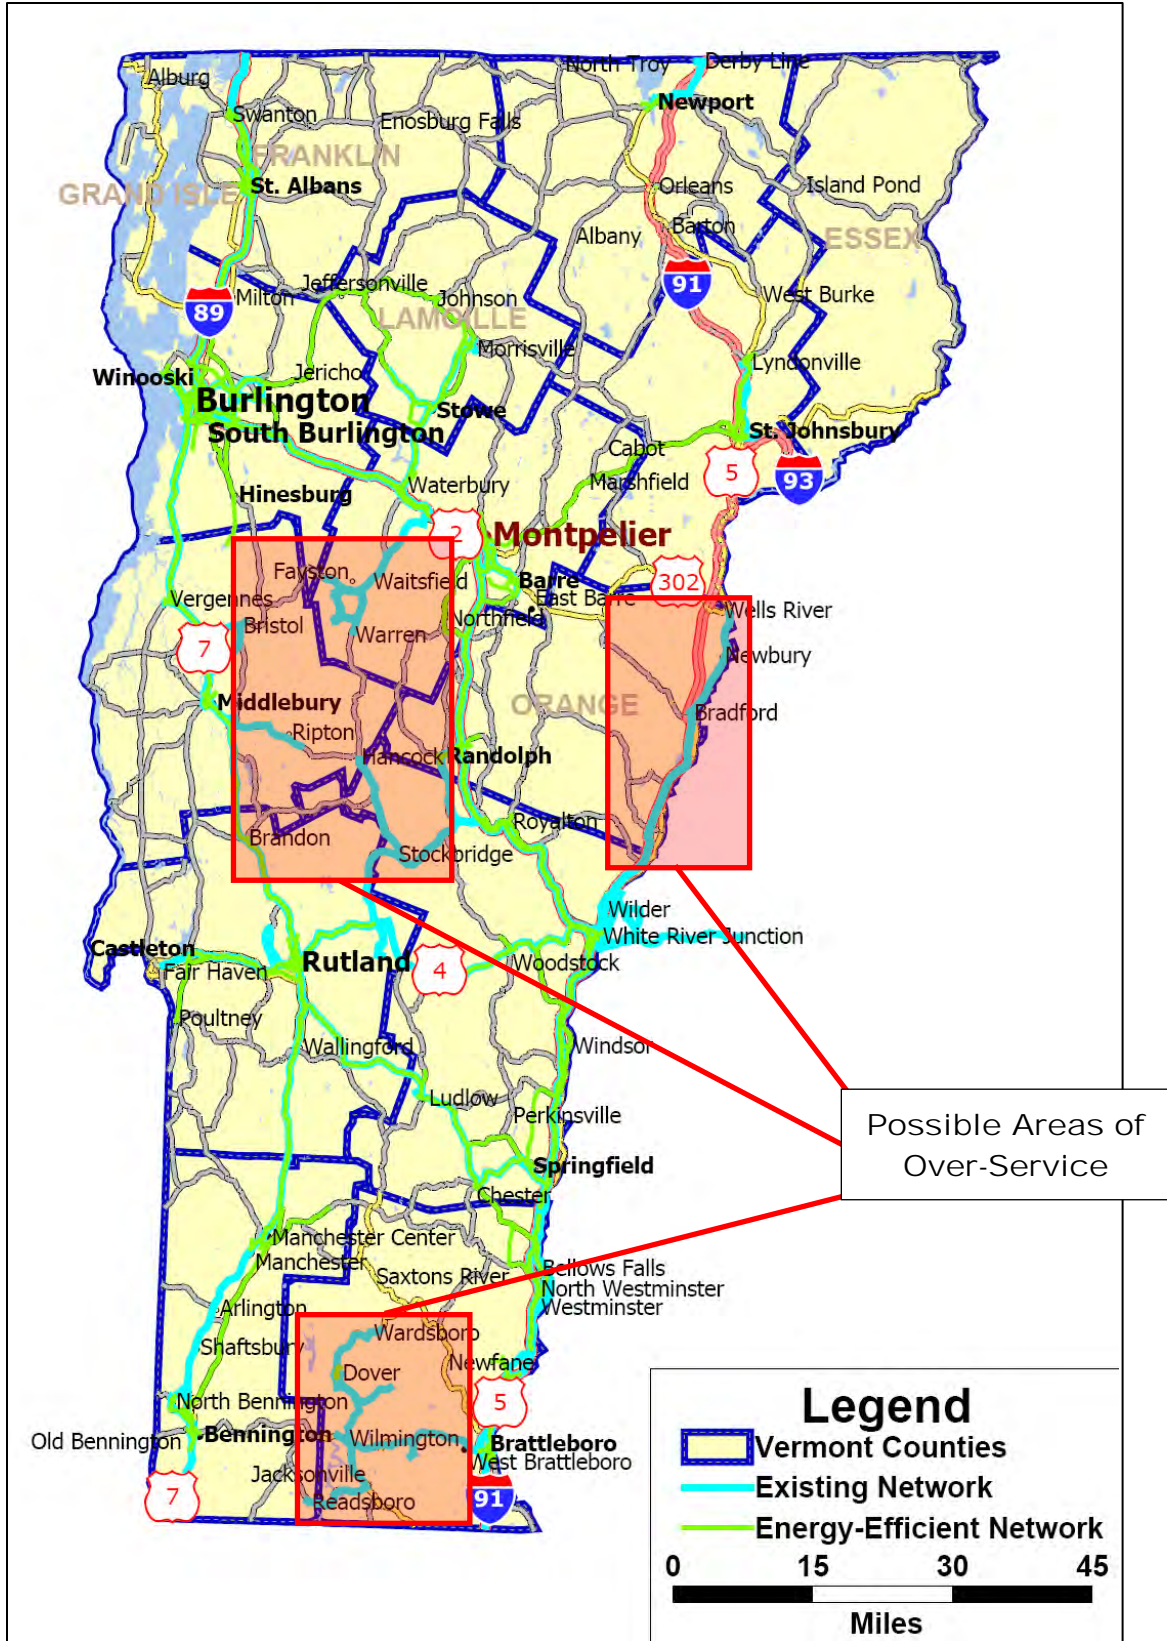 North Troy
Derby Line
Alburg
Newport
Swanton
Enosburg Falls
FRANKLIN
St. Albans
GRAND ISLE
Orleans
Island Pond
Barton
Albany
ESSEX
91
Jeffersonville
Milton
Johnson
West Burke
89
LAMOILLE
Morrisville
Lyndonville
Winooski
Jericho
Burlington
Stowe
South Burlington
St. Johnsbury
Cabot
5
93
Waterbury
Marshfield
Hinesburg
2
Montpelier
Fayston
Waitsfield
Barre
302
Vergennes
East Barre
Wells River
Bristol
Warren
Northfield
7
Newbury
Middlebury
ORANGE
Bradford
Ripton
Hancock
Randolph
Brandon
Royalton
Stockbridge
Wilder
White River Junction
Castleton
Rutland
4
Woodstock
Fair Haven
Poultney
Wallingford
Windsor
Ludlow
Perkinsville
Possible Areas of
Over-Service
Springfield
Chester
Manchester Center
Manchester
Bellows Falls
Saxtons River
North Westminster
Arlington
Westminster
Wardsboro
Shaftsbury
Newfane
Dover
North Bennington
5
Old Bennington
Bennington
Wilmington
Brattleboro
West Brattleboro
Jacksonville
7
Readsboro
91
Legend
Vermont Counties
Existing Network
Energy-Efficient Network
0 15 30 45
Miles